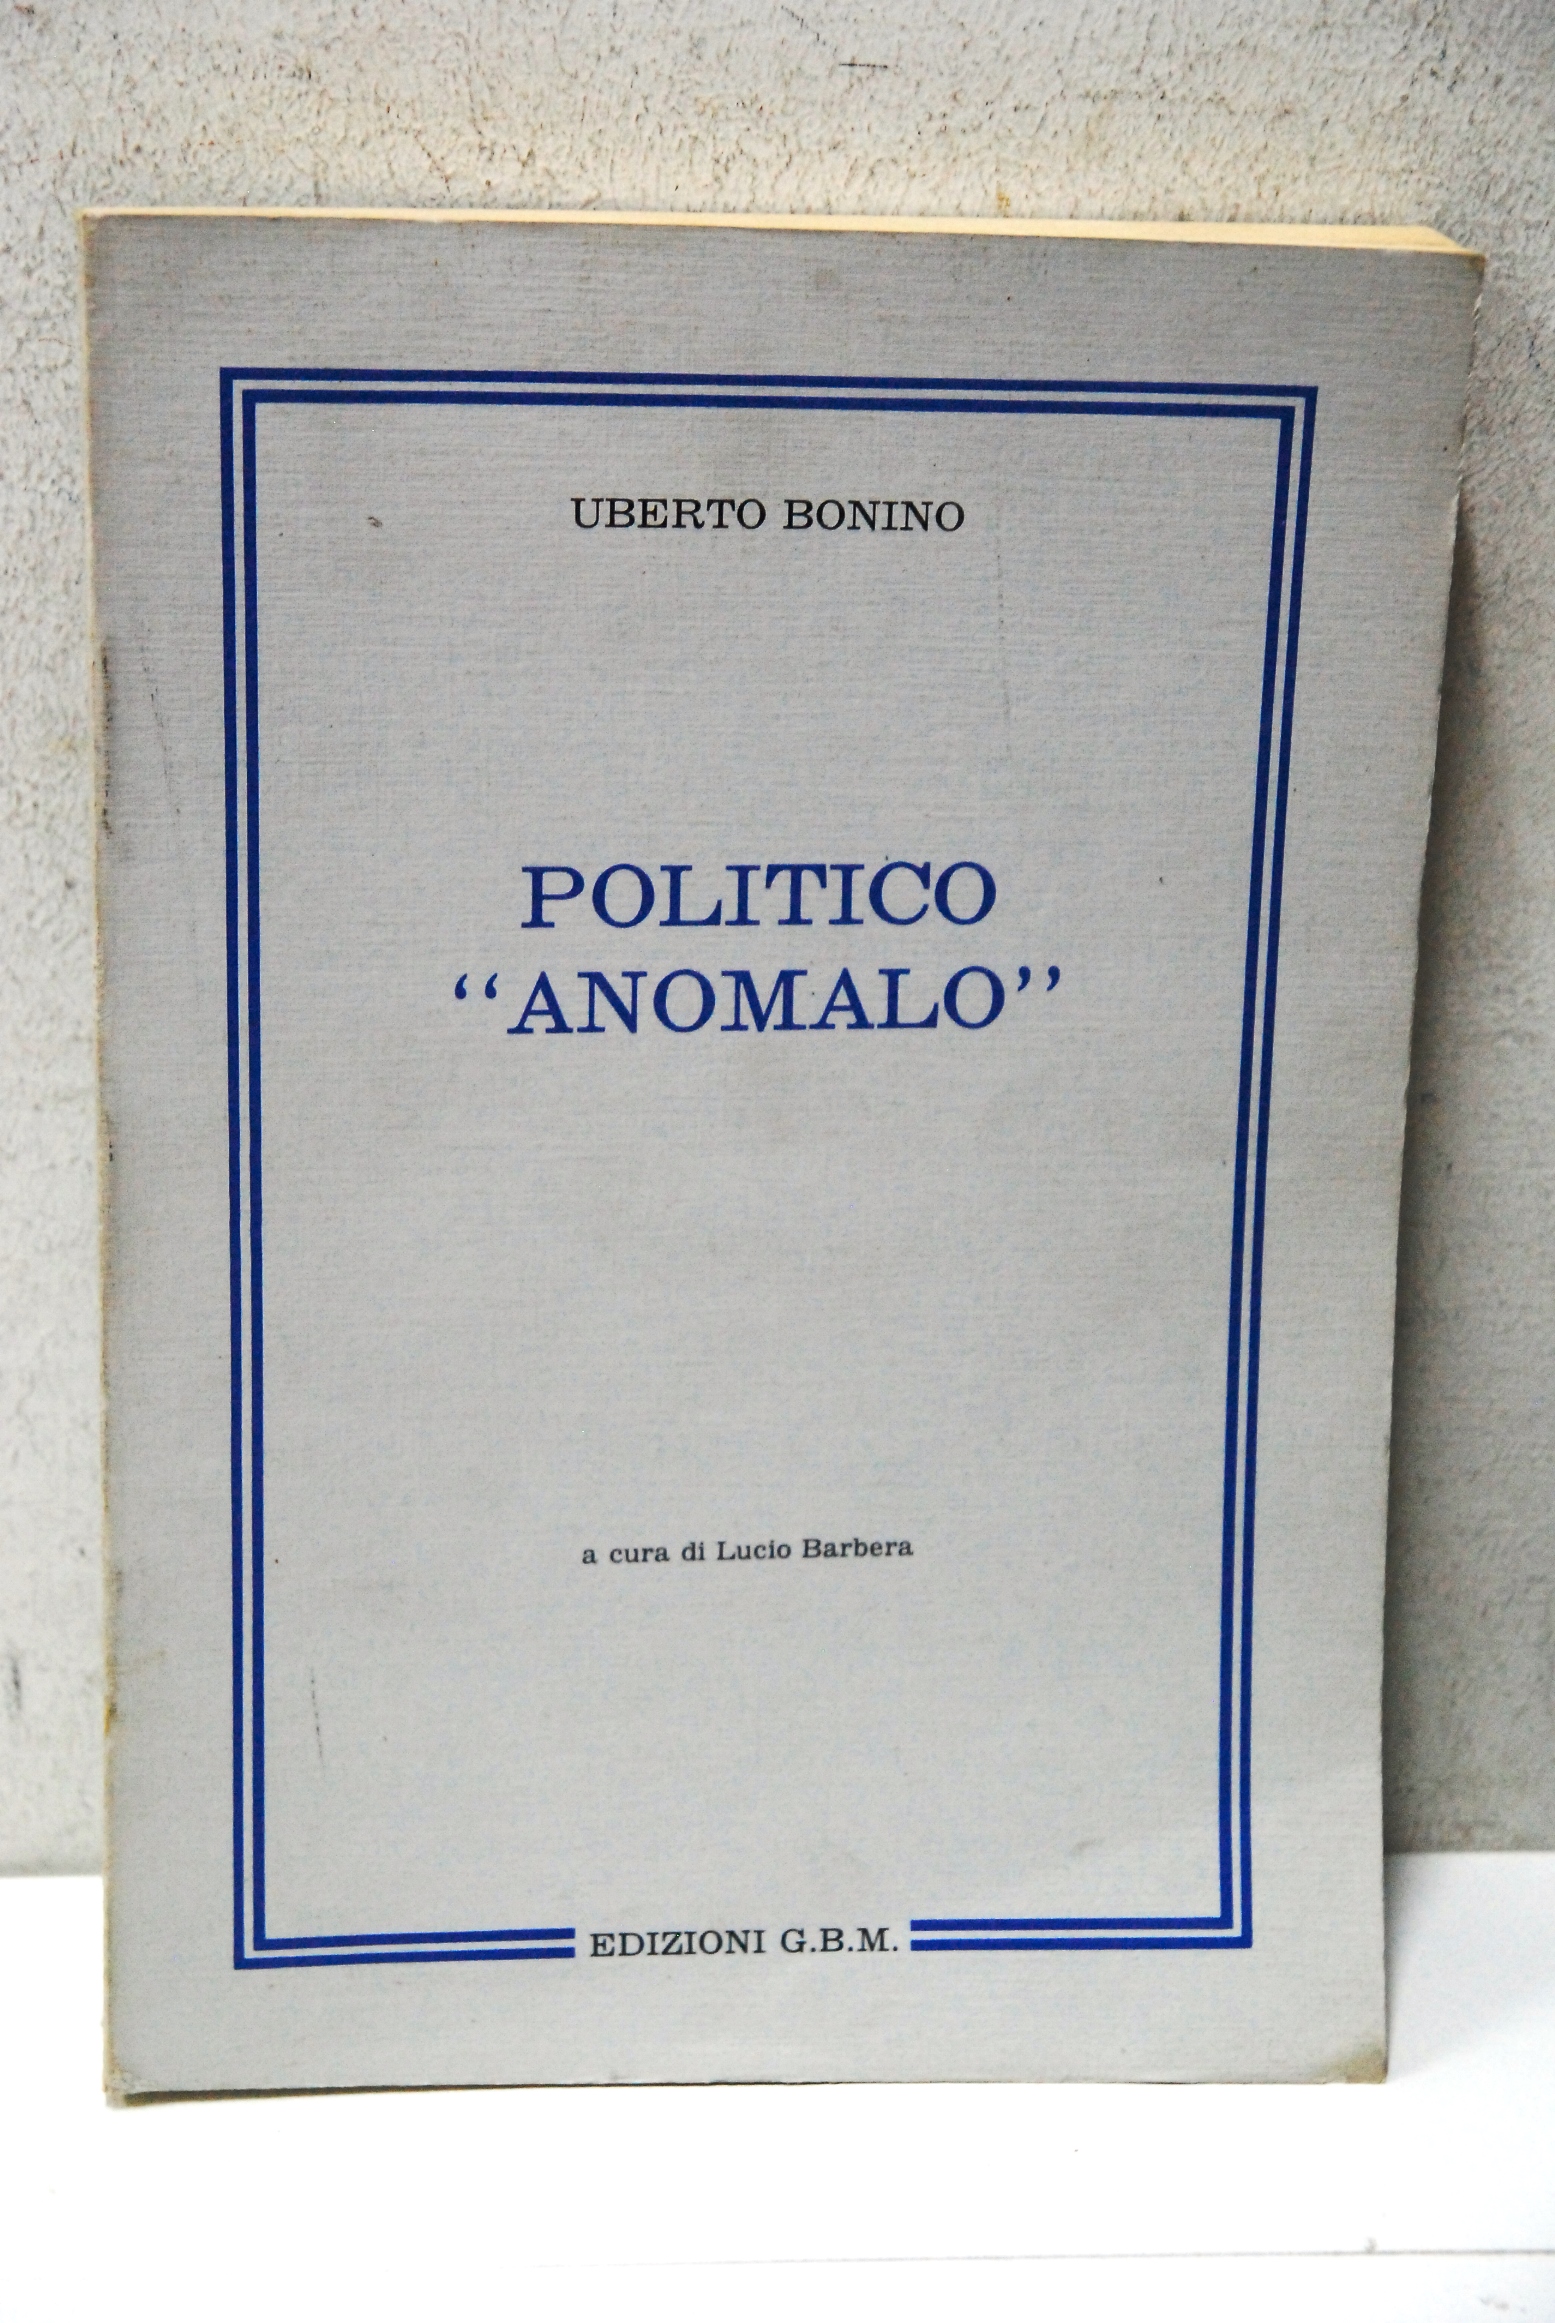 UBERTO BONINO
POLITICO
“ANOMALO”
a cura di Lucio Barbera
EDIZIONI G.B.M.